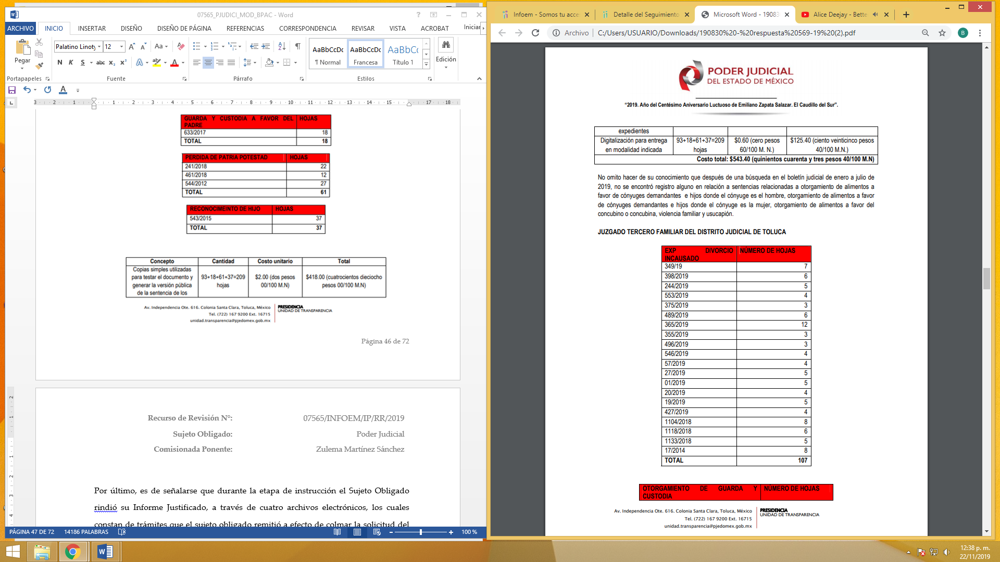 07565_PJUDICI_MOD_BPAC - Word
ARCHIVO INICIO INSERTAR DISEÑO DISEÑO DE PÁGINA REFERENCIAS CORRESPONDENCIA REVISAR VISTA ACROBAT Iniciar
Pegar
Palatino Linoty 12
N K S abc x₂ x²
AaBbCcDc AaBbCcDc AaBbCc
¶ Normal Francesa Título 1
Edición
Portapapeles Fuente Párrafo Estilos
3 2 1 1 2 3 4 5 6 7 8 9 10 11 12 13 14 15 17 18
GUARDA Y CUSTODIA A FAVOR DEL PADRE HOJAS
633/2017 18
TOTAL 18
PERDIDA DE PATRIA POTESTAD HOJAS
241/2018 22
461/2018 12
544/2012 27
TOTAL 61
RECONOCIMEINTO DE HIJO HOJAS
543/2015 37
TOTAL 37
Concepto Cantidad Costo unitario Total
Copias simples utilizadas para testar el documento y generar la versión pública de la sentencia de los 93+18+61+37=209 hojas $2.00 (dos pesos 00/100 M.N) $418.00 (cuatrocientos dieciocho pesos 00/100 M.N)
Av. Independencia Ote. 616. Colonia Santa Clara, Toluca, México
Tel. (722) 167 9200 Ext. 16715
unidad.transparencia@pjedomex.gob.mx
PRESIDENCIA
UNIDAD DE TRANSPARENCIA
Página 46 de 72
Recurso de Revisión N°: 07565/INFOEM/IP/RR/2019
Sujeto Obligado: Poder Judicial
Comisionada Ponente: Zulema Martínez Sánchez
Por último, es de señalarse que durante la etapa de instrucción el Sujeto Obligado
rindió su Informe Justificado, a través de cuatro archivos electrónicos, los cuales
constan de trámites que el sujeto obligado remitió a efecto de colmar la solicitud del
PÁGINA 47 DE 72 14186 PALABRAS 100 %
Infoem - Somos tu acce
Detalle del Seguimiento
Microsoft Word - 19083
Alice Deejay - Bette
Archivo C:/Users/USUARIO/Downloads/190830%20-%20respuesta%20569-19%20(2).pdf
B
PODER JUDICIAL
DEL ESTADO DE MÉXICO
“2019. Año del Centésimo Aniversario Luctuoso de Emiliano Zapata Salazar. El Caudillo del Sur”.
expedientes
Digitalización para entrega en modalidad indicada 93+18+61+37=209 hojas $0.60 (cero pesos 60/100 M. N.) $125.40 (ciento veinticinco pesos 40/100 M.N.)
Costo total: $543.40 (quinientos cuarenta y tres pesos 40/100 M.N)
No omito hacer de su conocimiento que después de una búsqueda en el boletín judicial de enero a julio de
2019, no se encontró registro alguno en relación a sentencias relacionadas a otorgamiento de alimentos a
favor de cónyuges demandantes e hijos donde el cónyuge es el hombre, otorgamiento de alimentos a favor
de cónyuges demandantes e hijos donde el cónyuge es la mujer, otorgamiento de alimentos a favor del
concubino o concubina, violencia familiar y usucapión.
JUZGADO TERCERO FAMILIAR DEL DISTRITO JUDICIAL DE TOLUCA
EXP DIVORCIO INCAUSADO NÚMERO DE HOJAS
349/19 7
398/2019 6
244/2019 5
553/2019 4
375/2019 3
489/2019 6
365/2019 12
355/2019 3
496/2019 3
546/2019 4
57/2019 4
27/2019 5
01/2019 5
20/2019 4
19/2019 5
427/2019 4
1104/2018 8
1118/2018 6
1133/2018 5
17/2014 8
TOTAL 107
OTORGAMIENTO DE GUARDA Y CUSTODIA NÚMERO DE HOJAS
Av. Independencia Ote. 616. Colonia Santa Clara, Toluca, México
Tel. (722) 167 9200 Ext. 16715
unidad.transparencia@pjedomex.gob.mx
PRESIDENCIA
UNIDAD DE TRANSPARENCIA
12:38 p. m.
22/11/2019